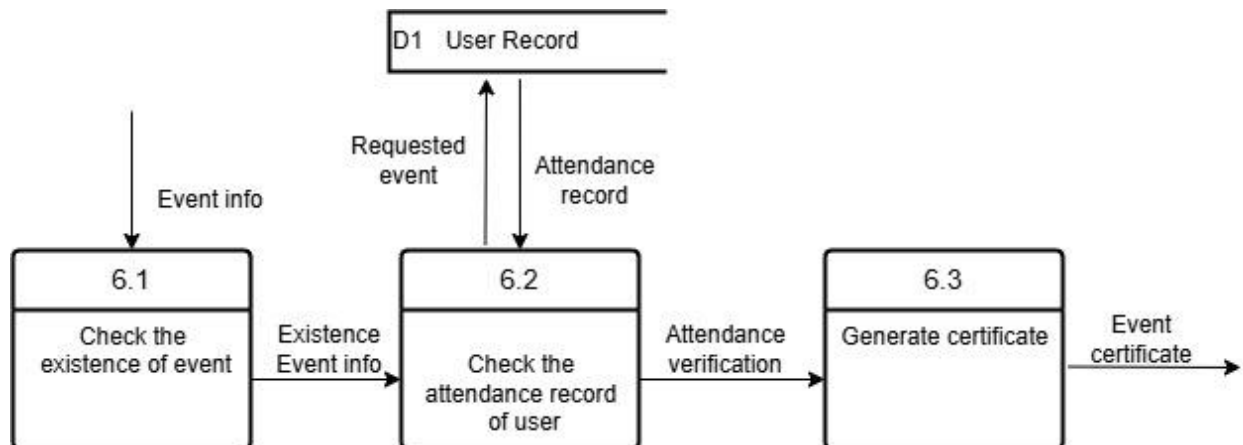 D1 User Record
Requested
event
Attendance
record
Event info
6.1
Check the
existence of event
Existence
Event info
6.2
Check the
attendance record
of user
Attendance
verification
6.3
Generate certificate
Event
certificate